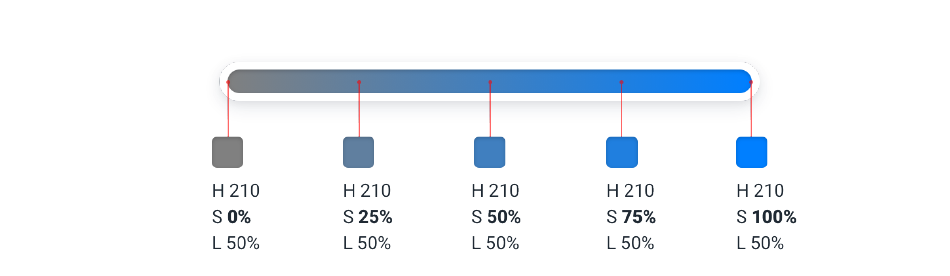 H 210 H 210 H 210 H 210 H 210
S 0% S 25% S 50% S 75% S 100%
L 50% L 50% L 50% L 50% L 50%